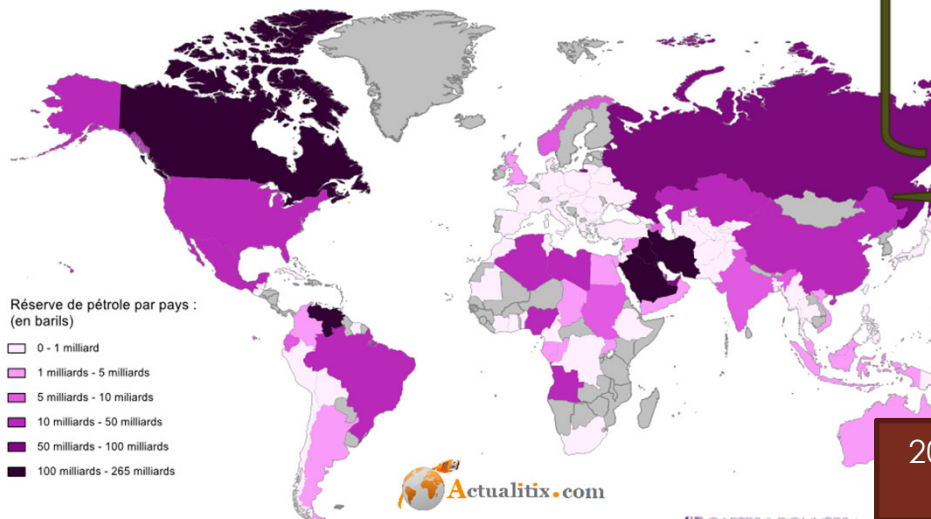 Réserve de pétrole par pays :
(en barils)
0 - 1 milliard
1 milliards - 5 milliards
5 milliards - 10 miliards
10 milliards - 50 milliards
50 milliards - 100 milliards
100 milliards - 265 milliards
Actualitix.com
20